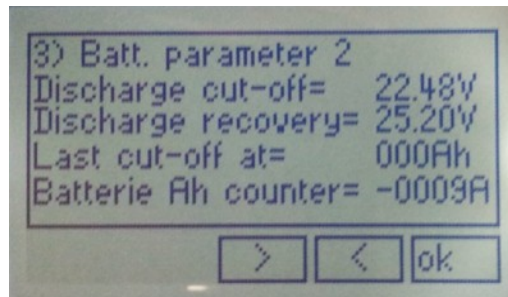 3) Batt. parameter 2
Discharge cut-off= 22.48V
Discharge recovery= 25.20V
Last cut-off at= 000Ah
Batterie Ah counter= -0009A
> < ok